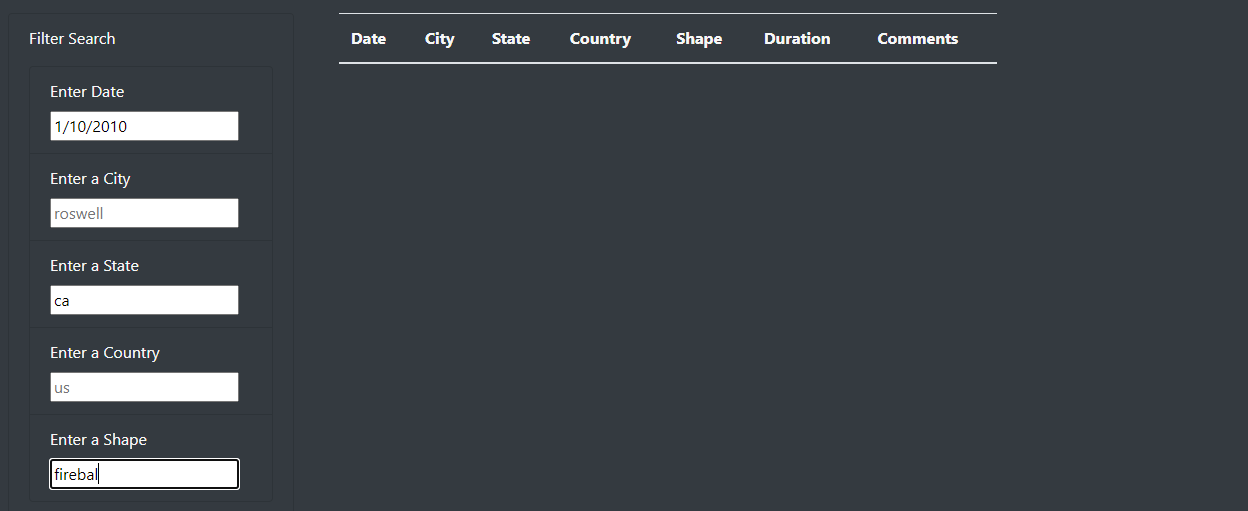 Filter Search
Enter Date
1/10/2010
Enter a City
roswell
Enter a State
ca
Enter a Country
us
Enter a Shape
firebal
Date City State Country Shape Duration Comments